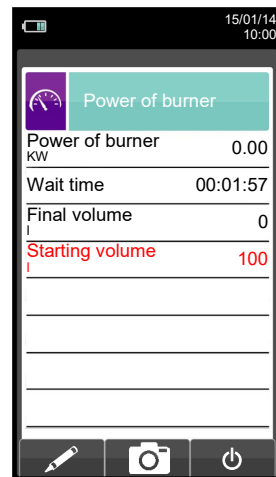 15/01/14
10:00
Power of burner
Power of burner 0.00
KW
Wait time 00:01:57
Final volume 0
l
Starting volume 100
l